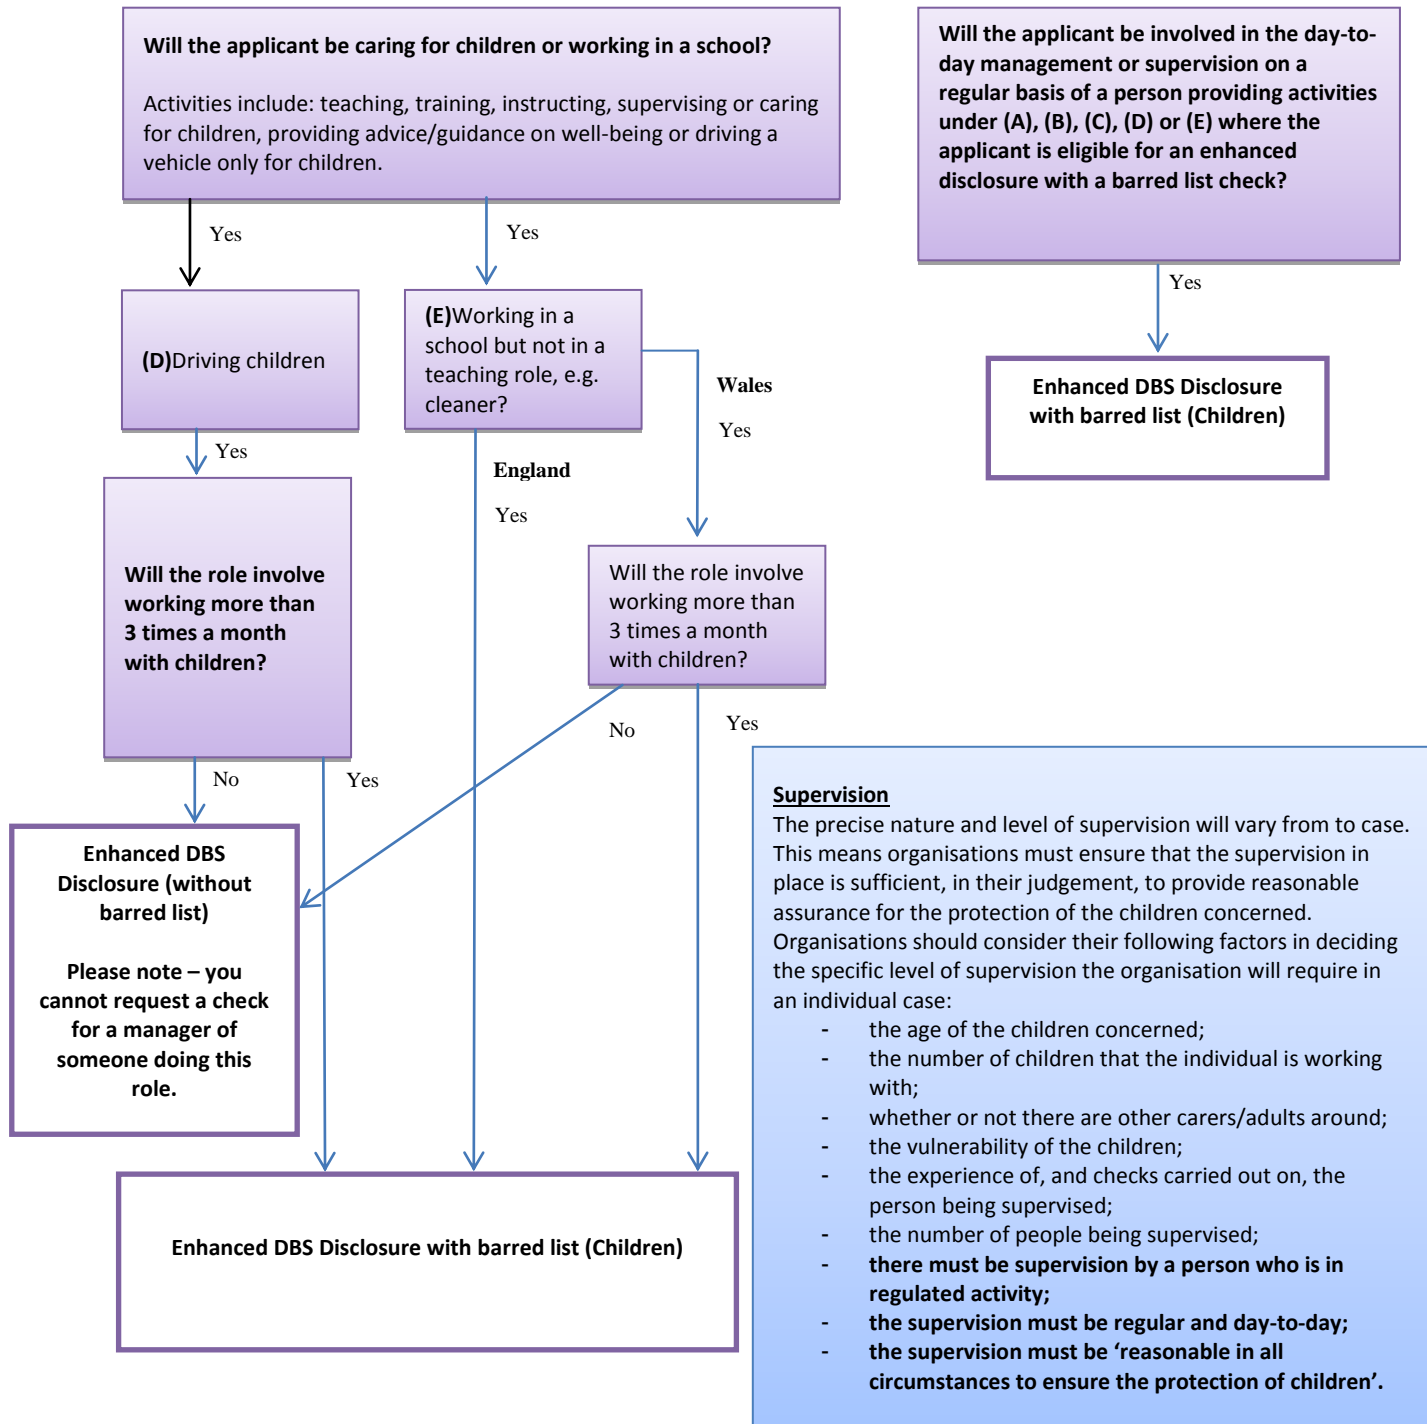 Will the applicant be caring for children or working in a school?
Activities include: teaching, training, instructing, supervising or caring
for children, providing advice/guidance on well-being or driving a
vehicle only for children.
Will the applicant be involved in the day-to-
day management or supervision on a
regular basis of a person providing activities
under (A), (B), (C), (D) or (E) where the
applicant is eligible for an enhanced
disclosure with a barred list check?
Yes
Yes
Yes
(D)Driving children
(E)Working in a
school but not in a
teaching role, e.g.
cleaner?
Wales
Yes
Enhanced DBS Disclosure
with barred list (Children)
Yes
England
Yes
Will the role involve
working more than
3 times a month
with children?
Will the role involve
working more than
3 times a month
with children?
No
Yes
No
Yes
Enhanced DBS
Disclosure (without
barred list)
Please note – you
cannot request a check
for a manager of
someone doing this
role.
Enhanced DBS Disclosure with barred list (Children)
Supervision
The precise nature and level of supervision will vary from to case.
This means organisations must ensure that the supervision in
place is sufficient, in their judgement, to provide reasonable
assurance for the protection of the children concerned.
Organisations should consider their following factors in deciding
the specific level of supervision the organisation will require in
an individual case:
- the age of the children concerned;
- the number of children that the individual is working
with;
- whether or not there are other carers/adults around;
- the vulnerability of the children;
- the experience of, and checks carried out on, the
person being supervised;
- the number of people being supervised;
- there must be supervision by a person who is in
regulated activity;
- the supervision must be regular and day-to-day;
- the supervision must be ‘reasonable in all
circumstances to ensure the protection of children’.